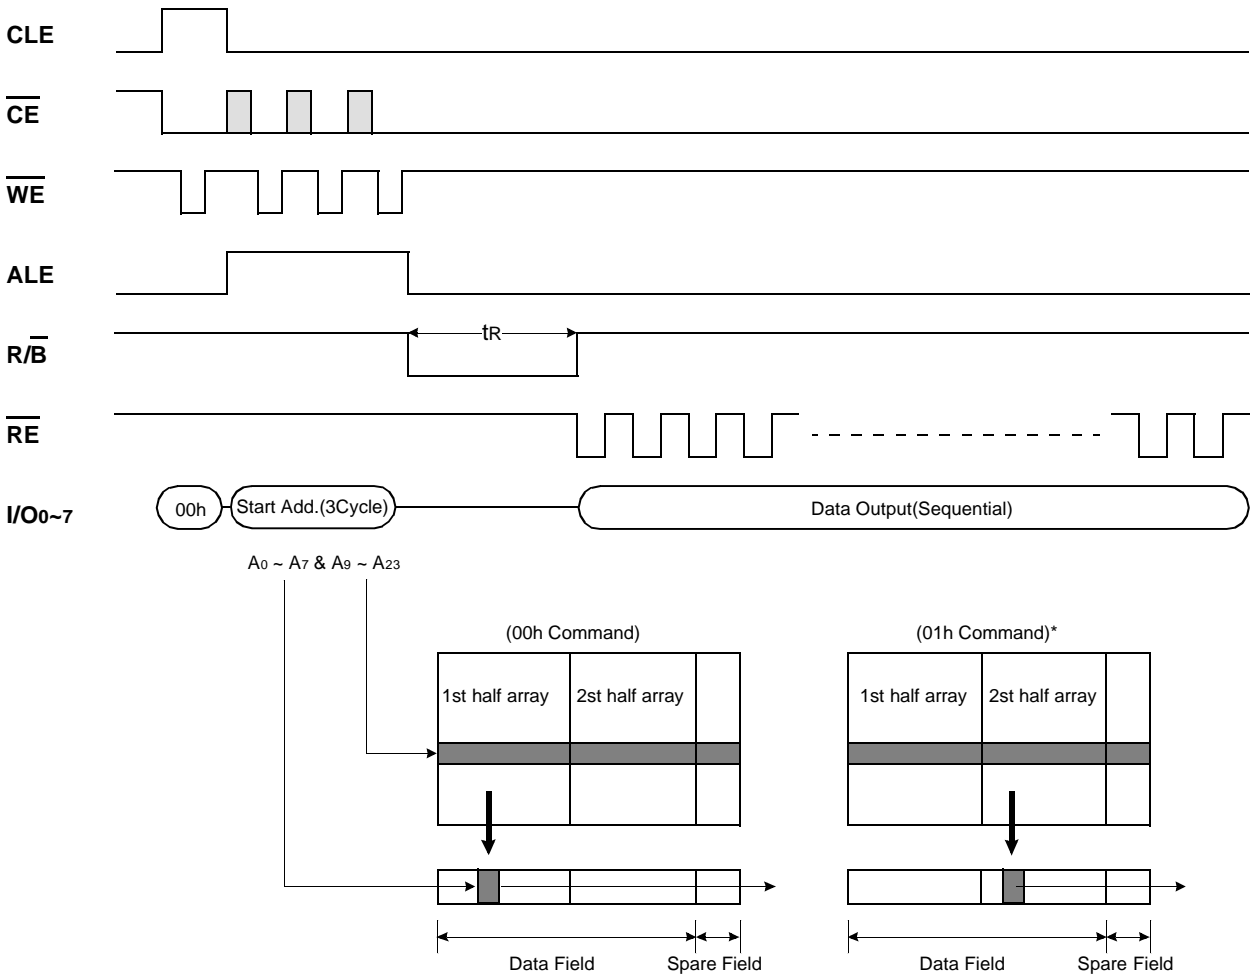 CLE
CE
WE
ALE
R/B
tR
RE
I/O0~7
00h
Start Add.(3Cycle)
Data Output(Sequential)
A0 ~ A7 & A9 ~ A23
(00h Command)
(01h Command)*
1st half array
2st half array
1st half array
2st half array
Data Field
Spare Field
Data Field
Spare Field